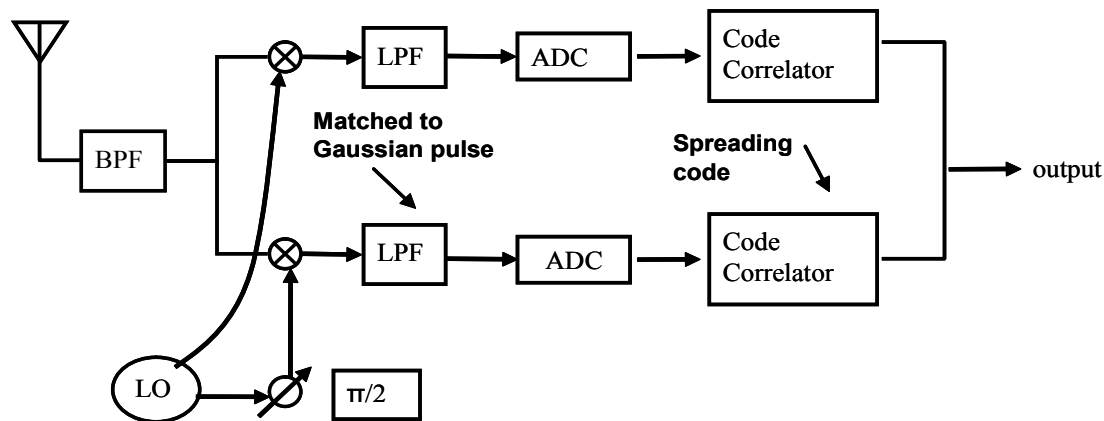 LPF
ADC
Code
Correlator
Matched to
Gaussian pulse
BPF
Spreading
code
output
LPF
ADC
Code
Correlator
LO
π/2